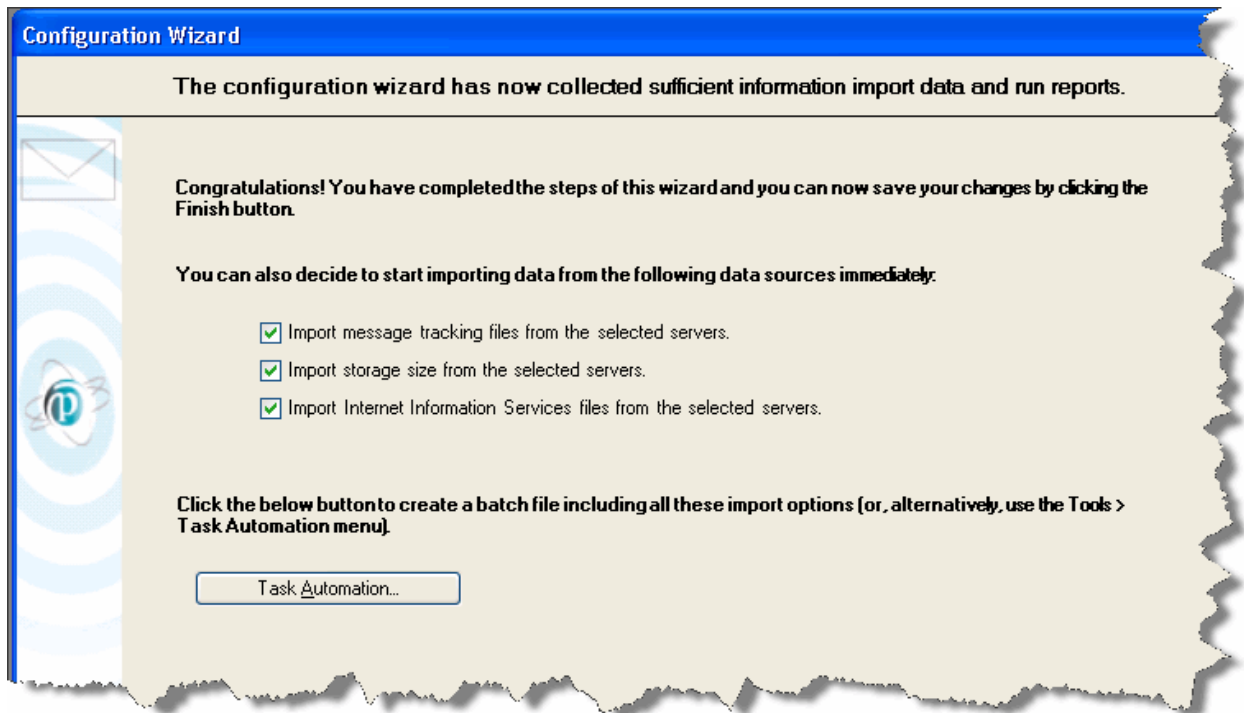 Configuration Wizard
The configuration wizard has now collected sufficient information import data and run reports.
Congratulations! You have completed the steps of this wizard and you can now save your changes by clicking the
Finish button.
You can also decide to start importing data from the following data sources immediately:
Import message tracking files from the selected servers.
Import storage size from the selected servers.
Import Internet Information Services files from the selected servers.
Click the below button to create a batch file including all these import options (or, alternatively, use the Tools >
Task Automation menu).
Task Automation...
p